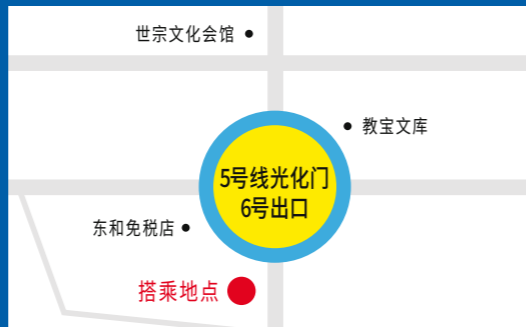 世宗文化会馆
教宝文库
5号线光化门
6号出口
东和免税店
搭乘地点